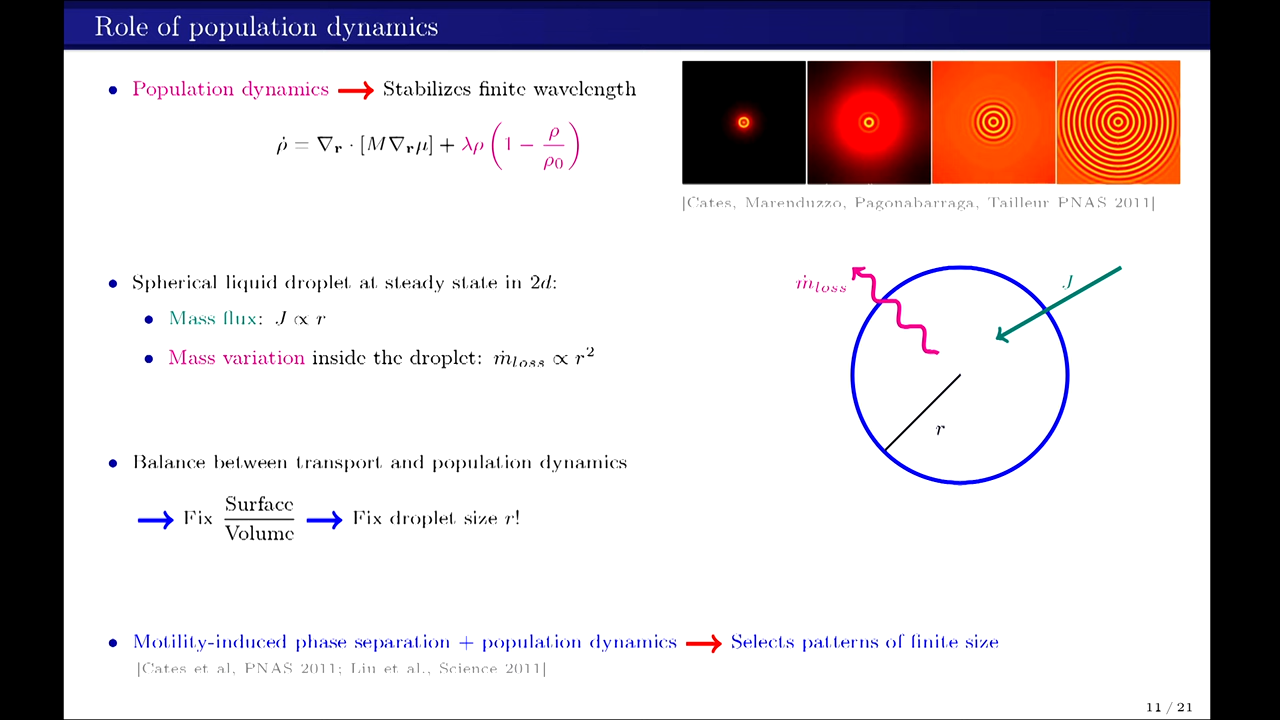 Role of population dynamics
• Population dynamics → Stabilizes finite wavelength
ρ̇ = ∇r · [M∇rμ] + λρ (1 − ρ/ρ0)
[Cates, Marenduzzo, Pagonabarraga, Tailleur PNAS 2011]
• Spherical liquid droplet at steady state in 2d:
• Mass flux: J ∝ r
• Mass variation inside the droplet: ṁloss ∝ r²
ṁloss
J
r
• Balance between transport and population dynamics
→ Fix Surface/Volume → Fix droplet size r!
• Motility-induced phase separation + population dynamics → Selects patterns of finite size
[Cates et al, PNAS 2011; Liu et al., Science 2011]
11 / 21